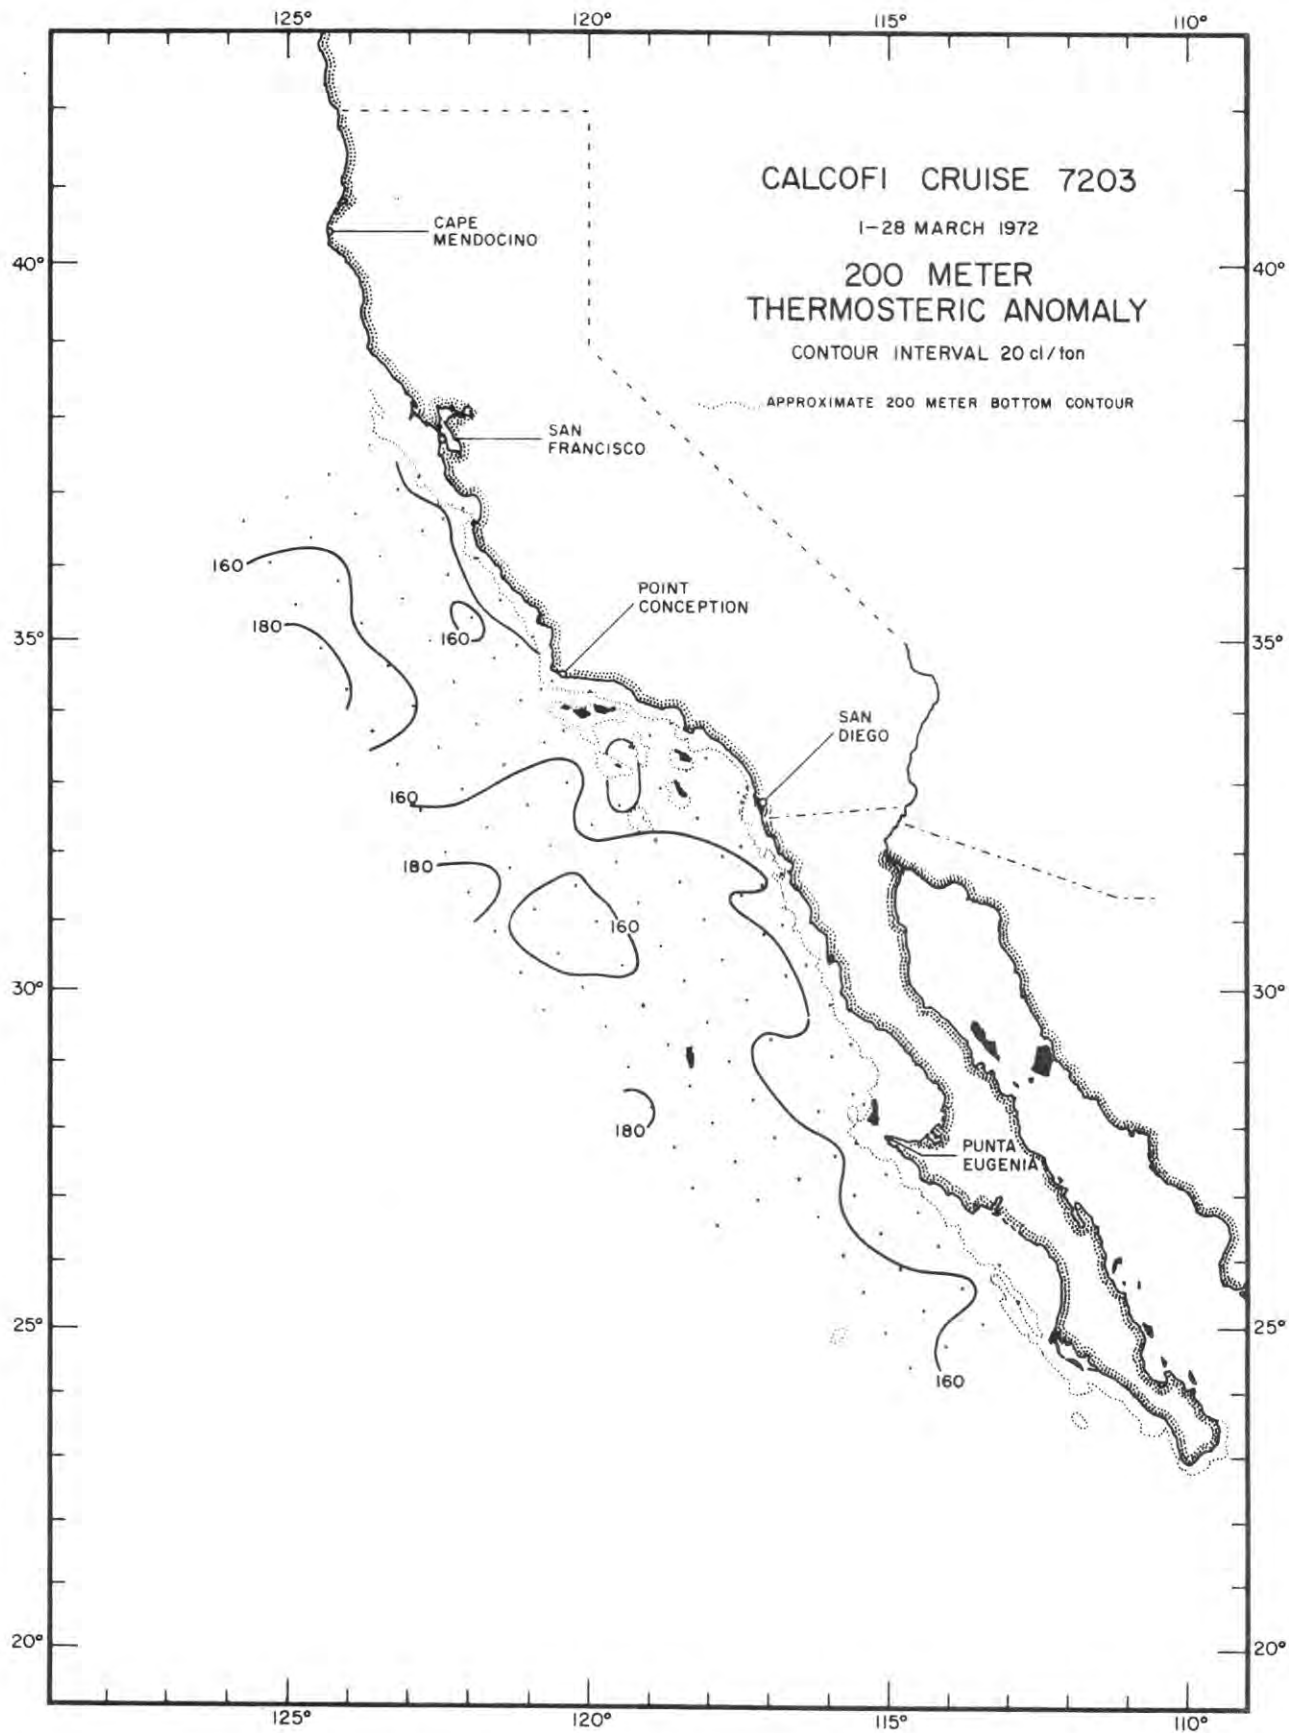 125°
120°
115°
110°
CALCOFI CRUISE 7203
1-28 MARCH 1972
CAPE
MENDOCINO
40°
200 METER
40°
THERMOSTERIC ANOMALY
CONTOUR INTERVAL 20 cl/ton
APPROXIMATE 200 METER BOTTOM CONTOUR
SAN
FRANCISCO
160
POINT
CONCEPTION
180
160
35°
35°
SAN
DIEGO
160
180
160
30°
30°
180
PUNTA
EUGENIA
25°
25°
160
20°
20°
125°
120°
115°
110°